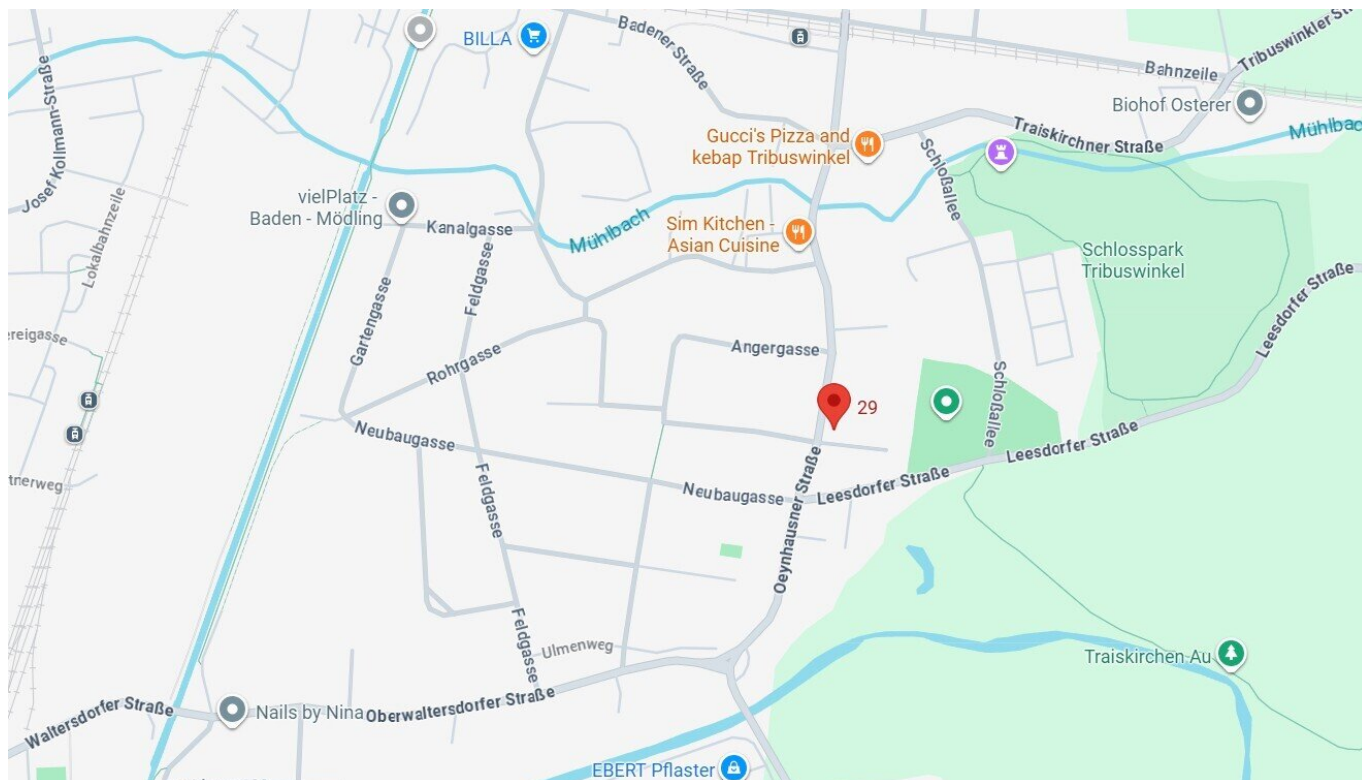 BILLA
Badener Straße
Tribuswinkler
Bahnzeile
Biohof Osterer
Mühlbach
Josef Kollmann-Straße
Gucci's Pizza and
kebap Tribuswinkel
Traiskirchner Straße
Schloßallee
Lokalbahnzeile
vielPlatz -
Baden - Mödling
Kanalgasse
Mühlbach
Sim Kitchen -
Asian Cuisine
Schlosspark
Tribuswinkel
Feldgasse
Leesdorfer Straße
ereigasse
Gartengasse
Rohrgasse
Angergasse
Schloßallee
29
Neubaugasse
Leesdorfer Straße
tnerweg
Feldgasse
Neubaugasse
Leesdorfer Straße
Oeynhausner Straße
Feldgasse
Ulmenweg
Traiskirchen Au
Waltersdorfer Straße
Nails by Nina
Oberwaltersdorfer Straße
EBERT Pflaster